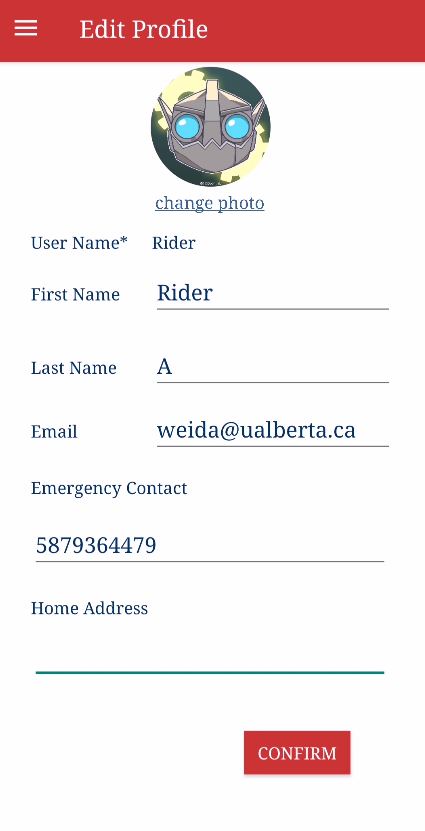 Edit Profile
change photo
User Name* Rider
First Name Rider
Last Name A
Email weida@ualberta.ca
Emergency Contact
5879364479
Home Address
CONFIRM